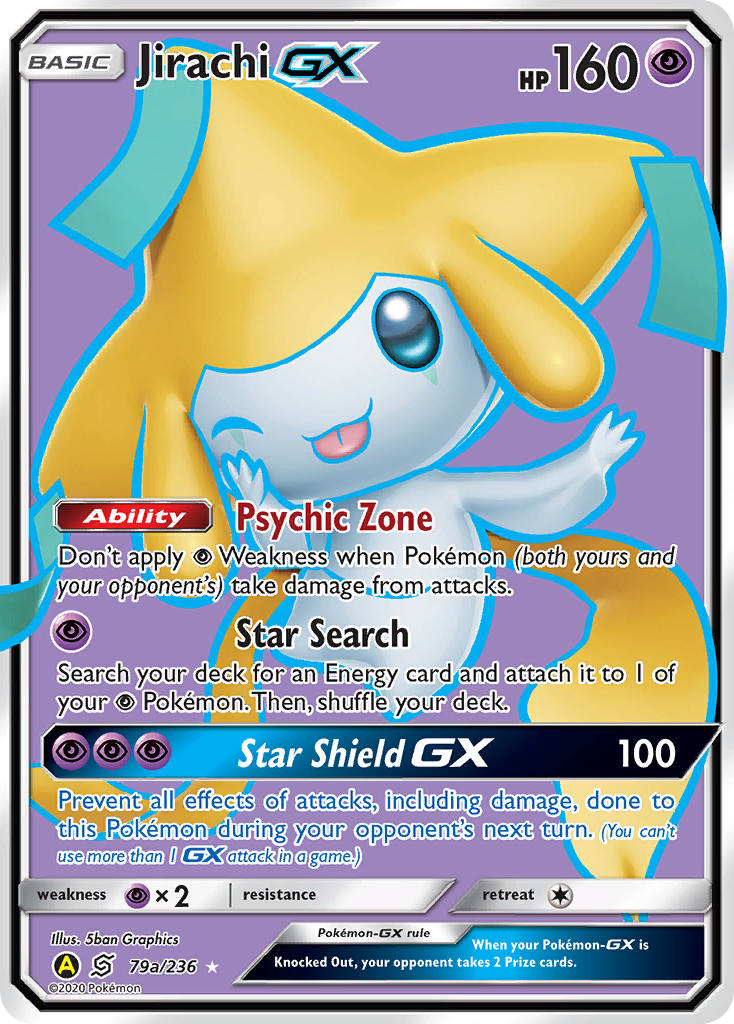 BASIC Jirachi GX HP 160
Ability Psychic Zone
Don't apply Weakness when Pokémon (both yours and
your opponent's) take damage from attacks.
Star Search
Search your deck for an Energy card and attach it to 1 of
your Pokémon. Then, shuffle your deck.
Star Shield GX 100
Prevent all effects of attacks, including damage, done to
this Pokémon during your opponent's next turn. (You can't
use more than 1 GX attack in a game.)
weakness ×2 resistance retreat
Illus. 5ban Graphics
A 79a/236
©2020 Pokémon
Pokémon-GX rule
When your Pokémon-GX is
Knocked Out, your opponent takes 2 Prize cards.